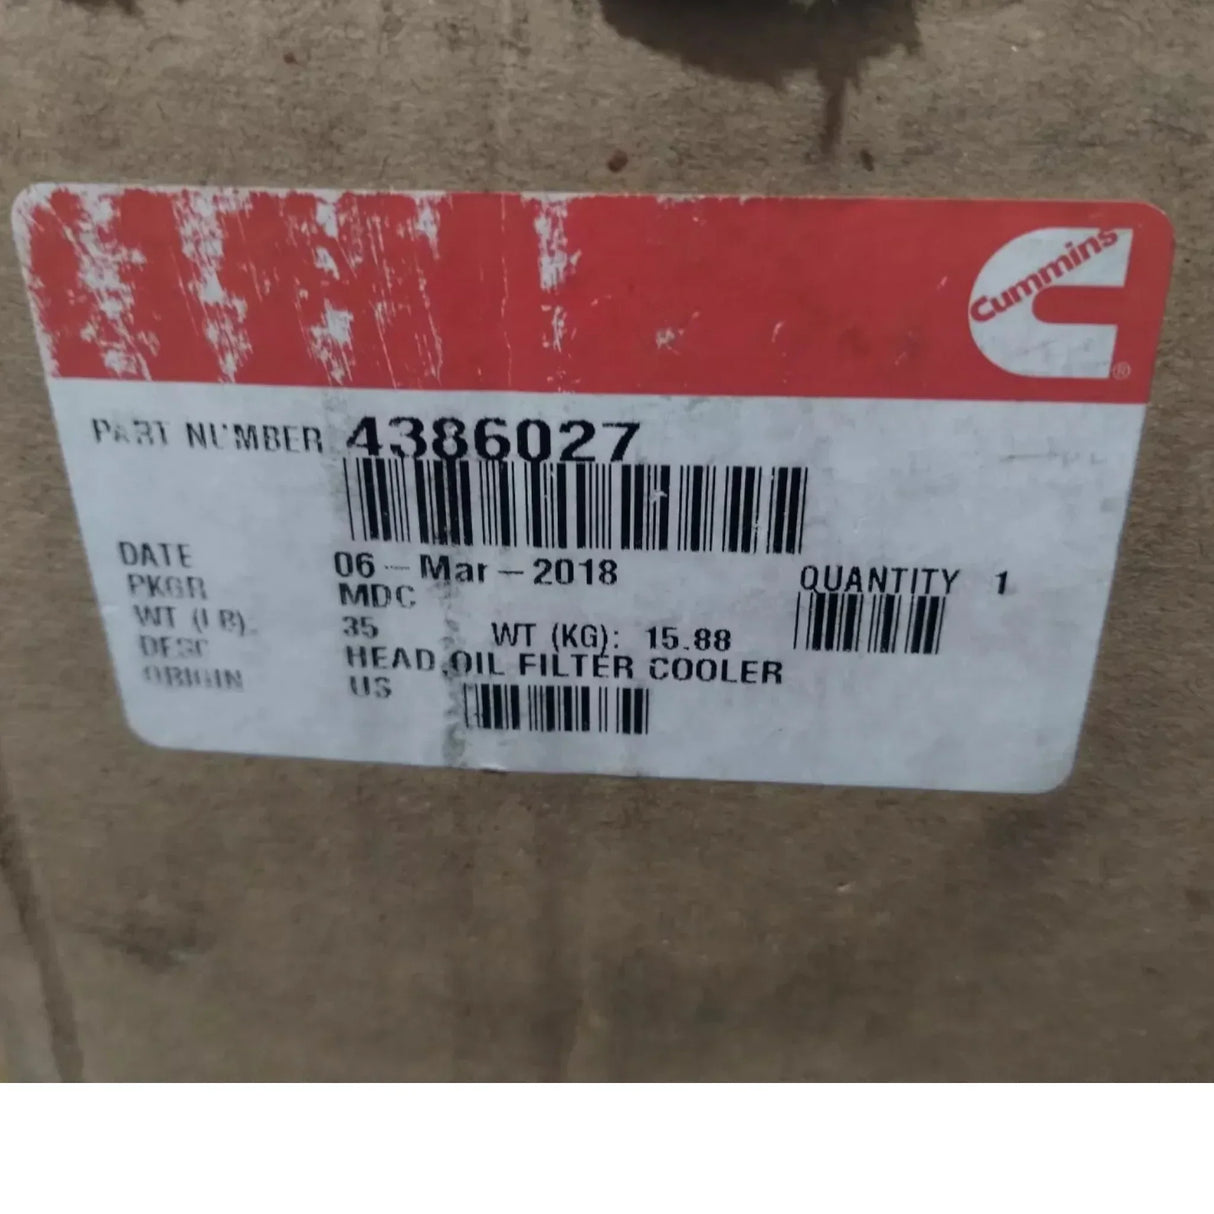 Cummins
®
PART NUMBER 4386027
DATE 06-Mar-2018
QUANTITY 1
PKGR MDC
WT (LB). 35 WT (KG): 15.88
DESC HEAD,OIL FILTER COOLER
ORIGIN US